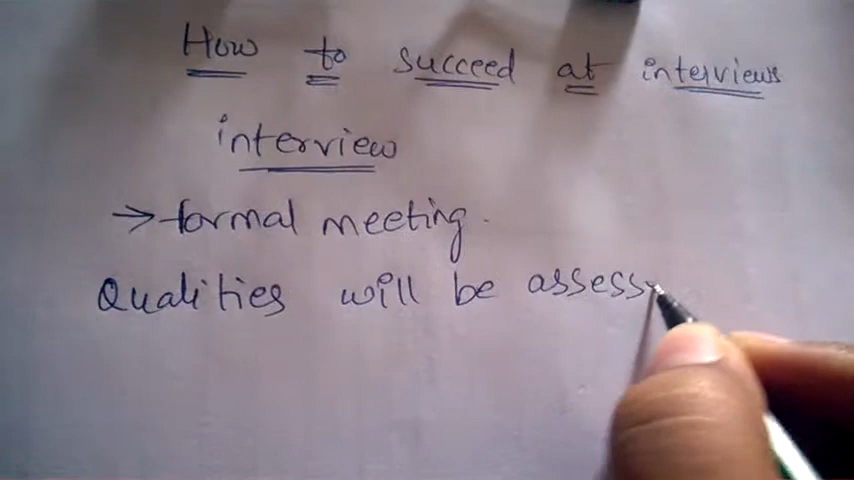 How to succeed at interviews
interview
→ formal meeting.
Qualities will be assess